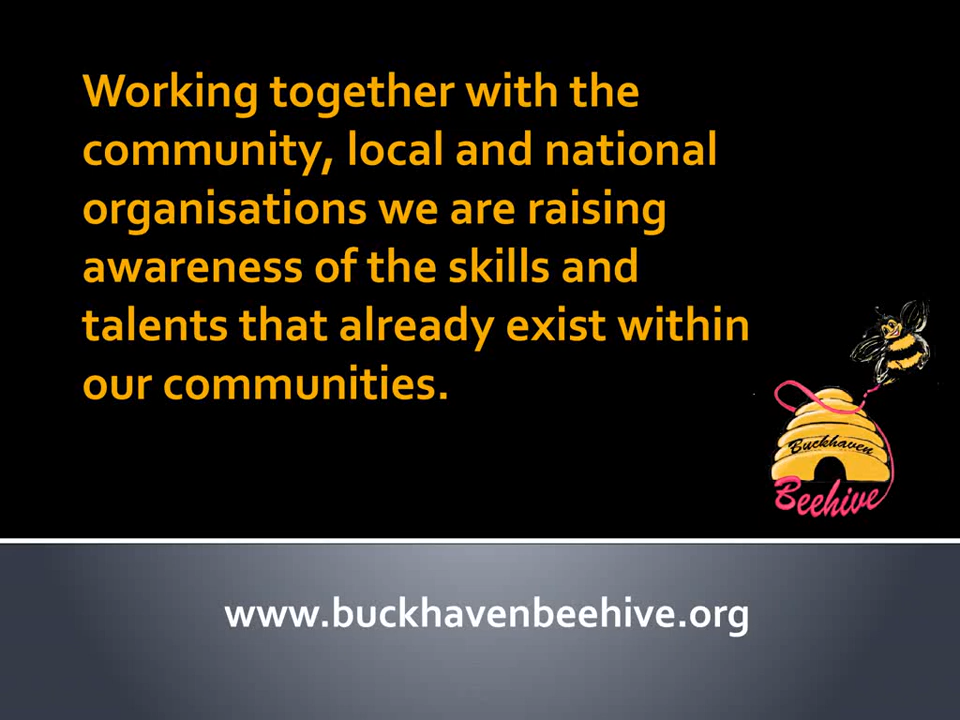 Working together with the
community, local and national
organisations we are raising
awareness of the skills and
talents that already exist within
our communities.
Buckhaven
Beehive
www.buckhavenbeehive.org